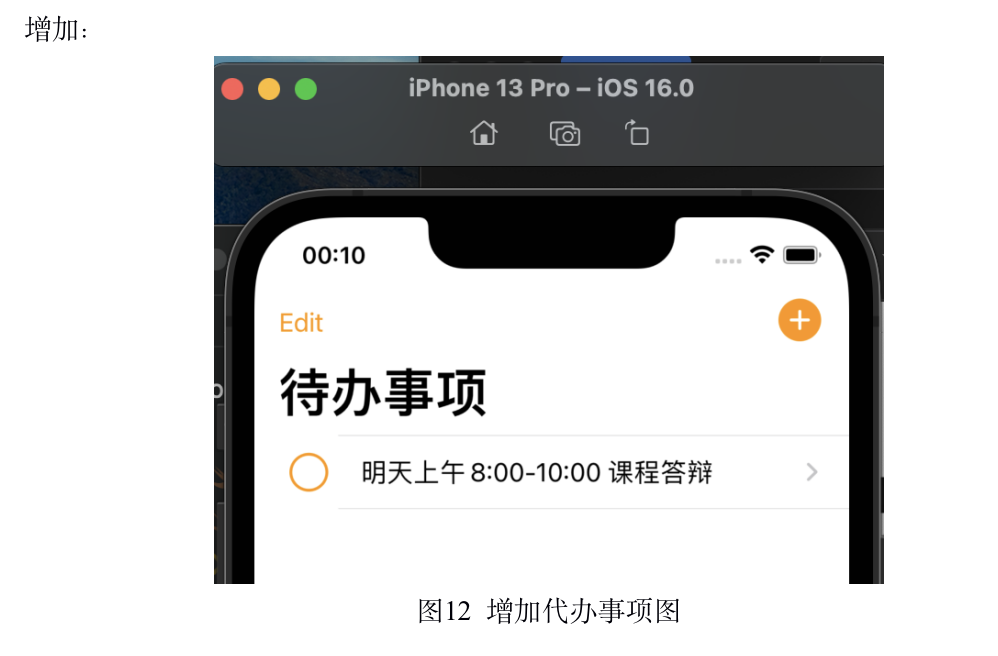 增加：
iPhone 13 Pro – iOS 16.0
00:10
Edit
待办事项
明天上午 8:00-10:00 课程答辩
图12 增加代办事项图